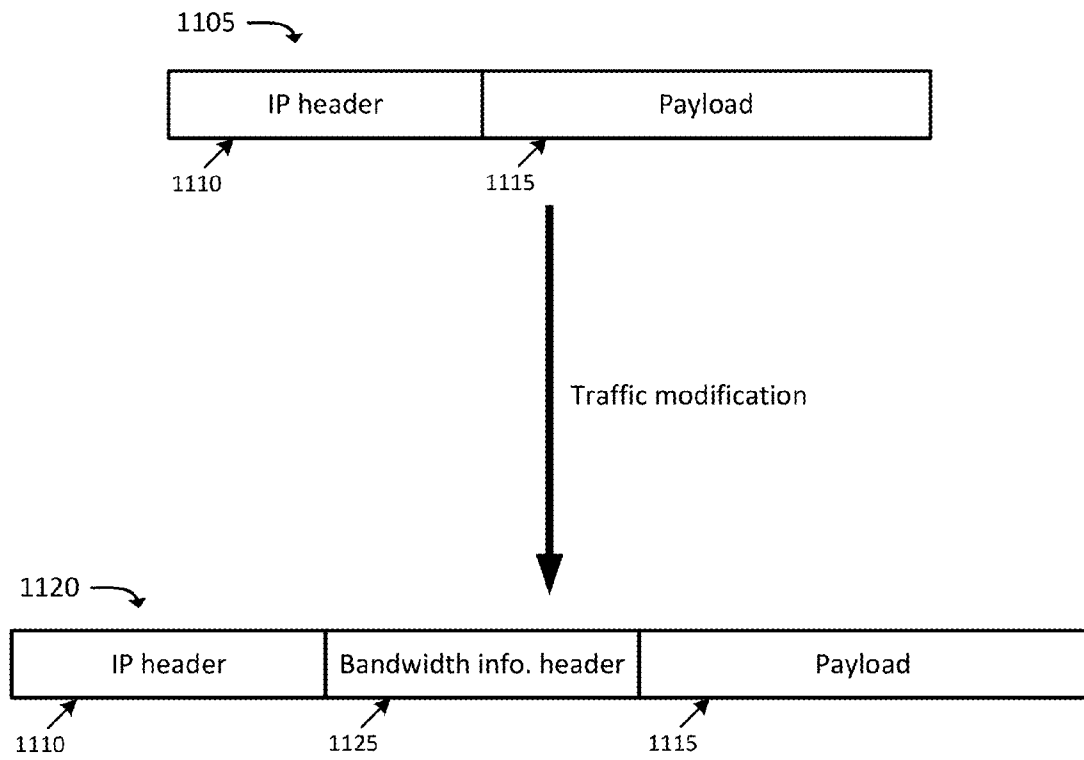 1105
IP header
Payload
1110
1115
Traffic modification
1120
IP header
Bandwidth info. header
Payload
1110
1125
1115